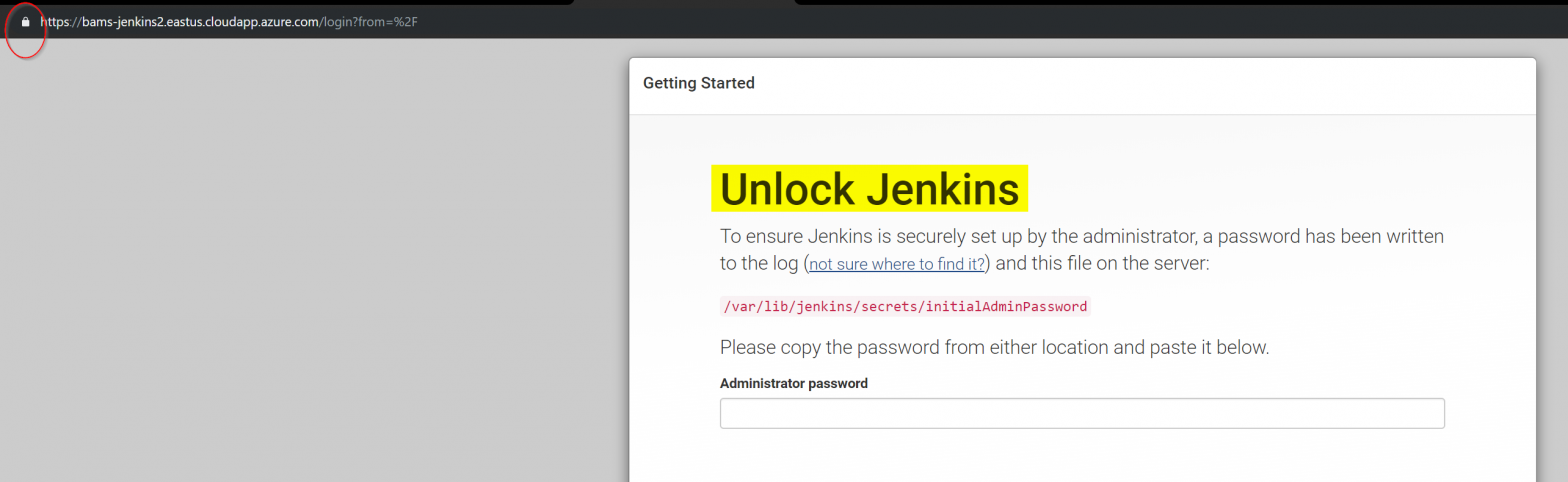 https://bams-jenkins2.eastus.cloudapp.azure.com/login?from=%2F
Getting Started
Unlock Jenkins
To ensure Jenkins is securely set up by the administrator, a password has been written
to the log (not sure where to find it?) and this file on the server:
/var/lib/jenkins/secrets/initialAdminPassword
Please copy the password from either location and paste it below.
Administrator password